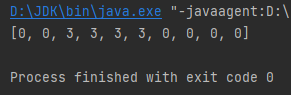 D:\JDK\bin\java.exe "-javaagent:D:\
[0, 0, 3, 3, 3, 3, 0, 0, 0, 0]
Process finished with exit code 0